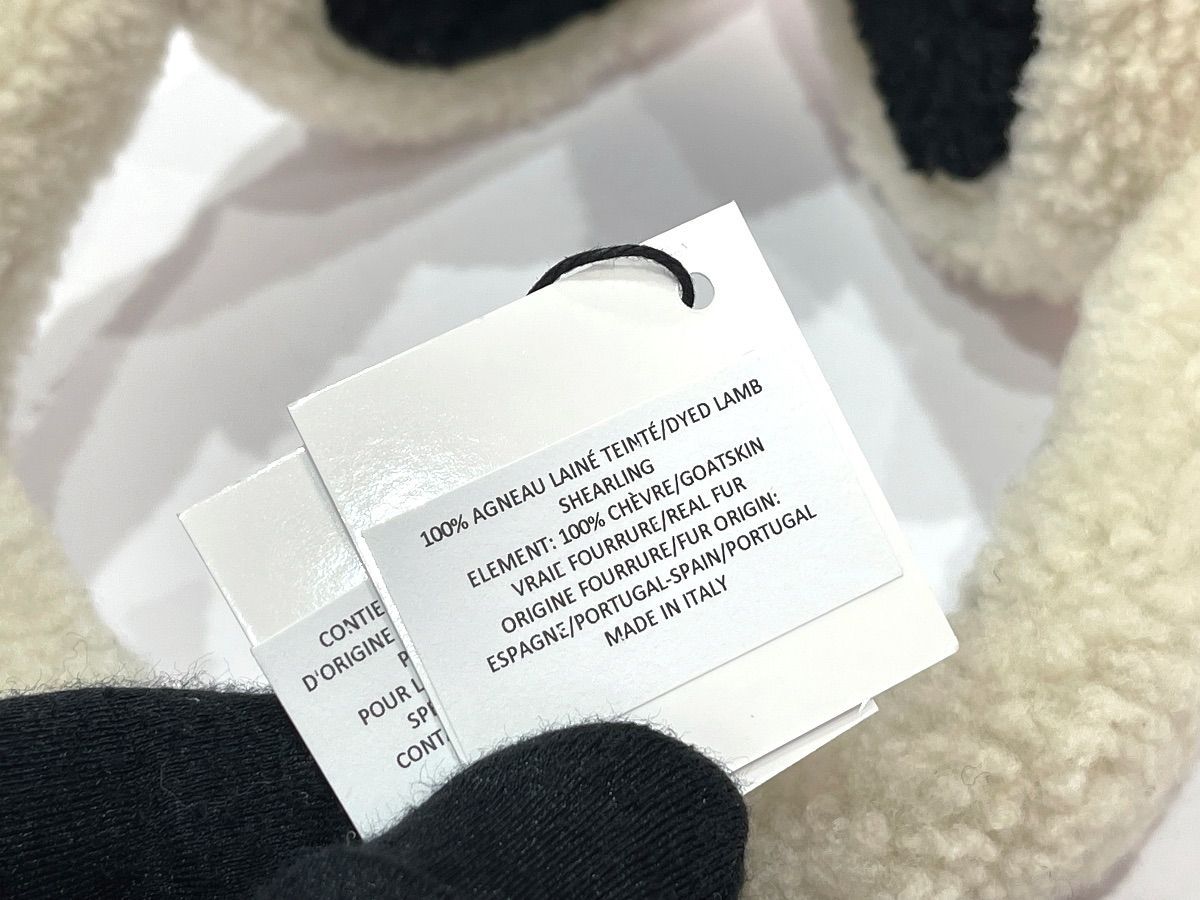 100% AGNEAU LAINÉ TEINTÉ/DYED LAMB
SHEARLING
ELEMENT: 100% CHÈVRE/GOATSKIN
VRAIE FOURRURE/REAL FUR
ORIGINE FOURRURE/FUR ORIGIN:
ESPAGNE/PORTUGAL-SPAIN/PORTUGAL
MADE IN ITALY
CONTIE
D'ORIGINE
P
POUR L
SP
CONT